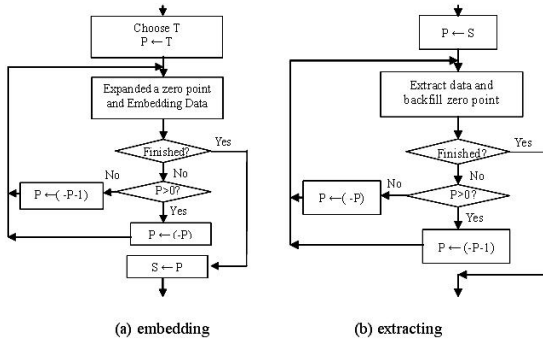 Choose T
P ← T
Expanded a zero point
and Embedding Data
Finished?
Yes
No
P>0?
No
P ←( -P-1)
Yes
P ← (-P)
S ← P
(a) embedding
P ← S
Extract data and
backfill zero point
Finished?
Yes
No
P>0?
No
P ←( -P)
Yes
P ← (-P-1)
(b) extracting